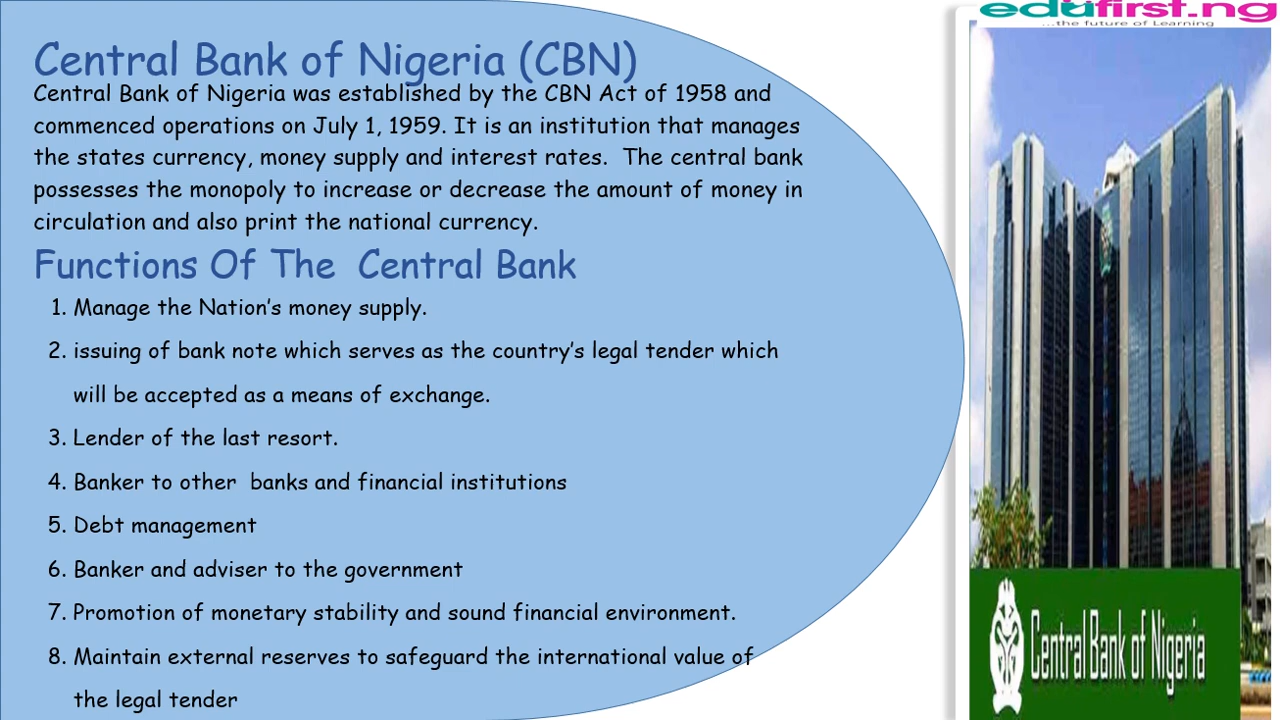 edufirst.ng
...the future of Learning
Central Bank of Nigeria (CBN)
Central Bank of Nigeria was established by the CBN Act of 1958 and
commenced operations on July 1, 1959. It is an institution that manages
the states currency, money supply and interest rates.  The central bank
possesses the monopoly to increase or decrease the amount of money in
circulation and also print the national currency.
Functions Of The  Central Bank
1. Manage the Nation’s money supply.
2. issuing of bank note which serves as the country’s legal tender which
will be accepted as a means of exchange.
3. Lender of the last resort.
4. Banker to other  banks and financial institutions
5. Debt management
6. Banker and adviser to the government
7. Promotion of monetary stability and sound financial environment.
8. Maintain external reserves to safeguard the international value of
the legal tender
Central Bank of Nigeria